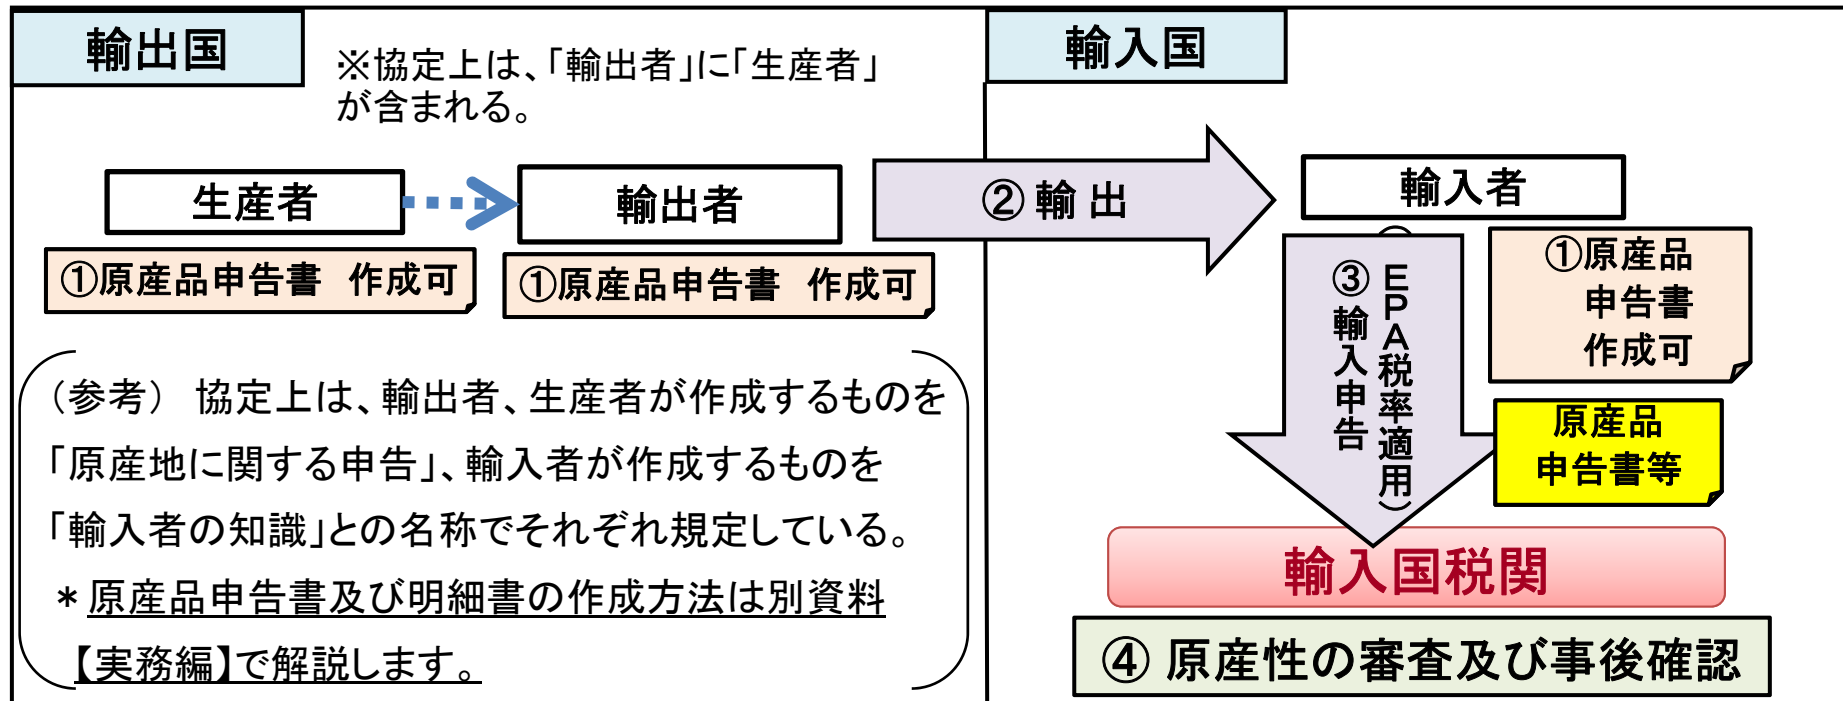 輸出国
※協定上は、「輸出者」に「生産者」
が含まれる。
生産者
輸出者
①原産品申告書　作成可
①原産品申告書　作成可
（参考）　協定上は、輸出者、生産者が作成するものを
「原産地に関する申告」、輸入者が作成するものを
「輸入者の知識」との名称でそれぞれ規定している。
＊原産品申告書及び明細書の作成方法は別資料
【実務編】で解説します。
輸入国
②輸 出
輸入者
③輸入申告
（ＥＰＡ税率適用）
①原産品
申告書
作成可
原産品
申告書等
輸入国税関
④ 原産性の審査及び事後確認